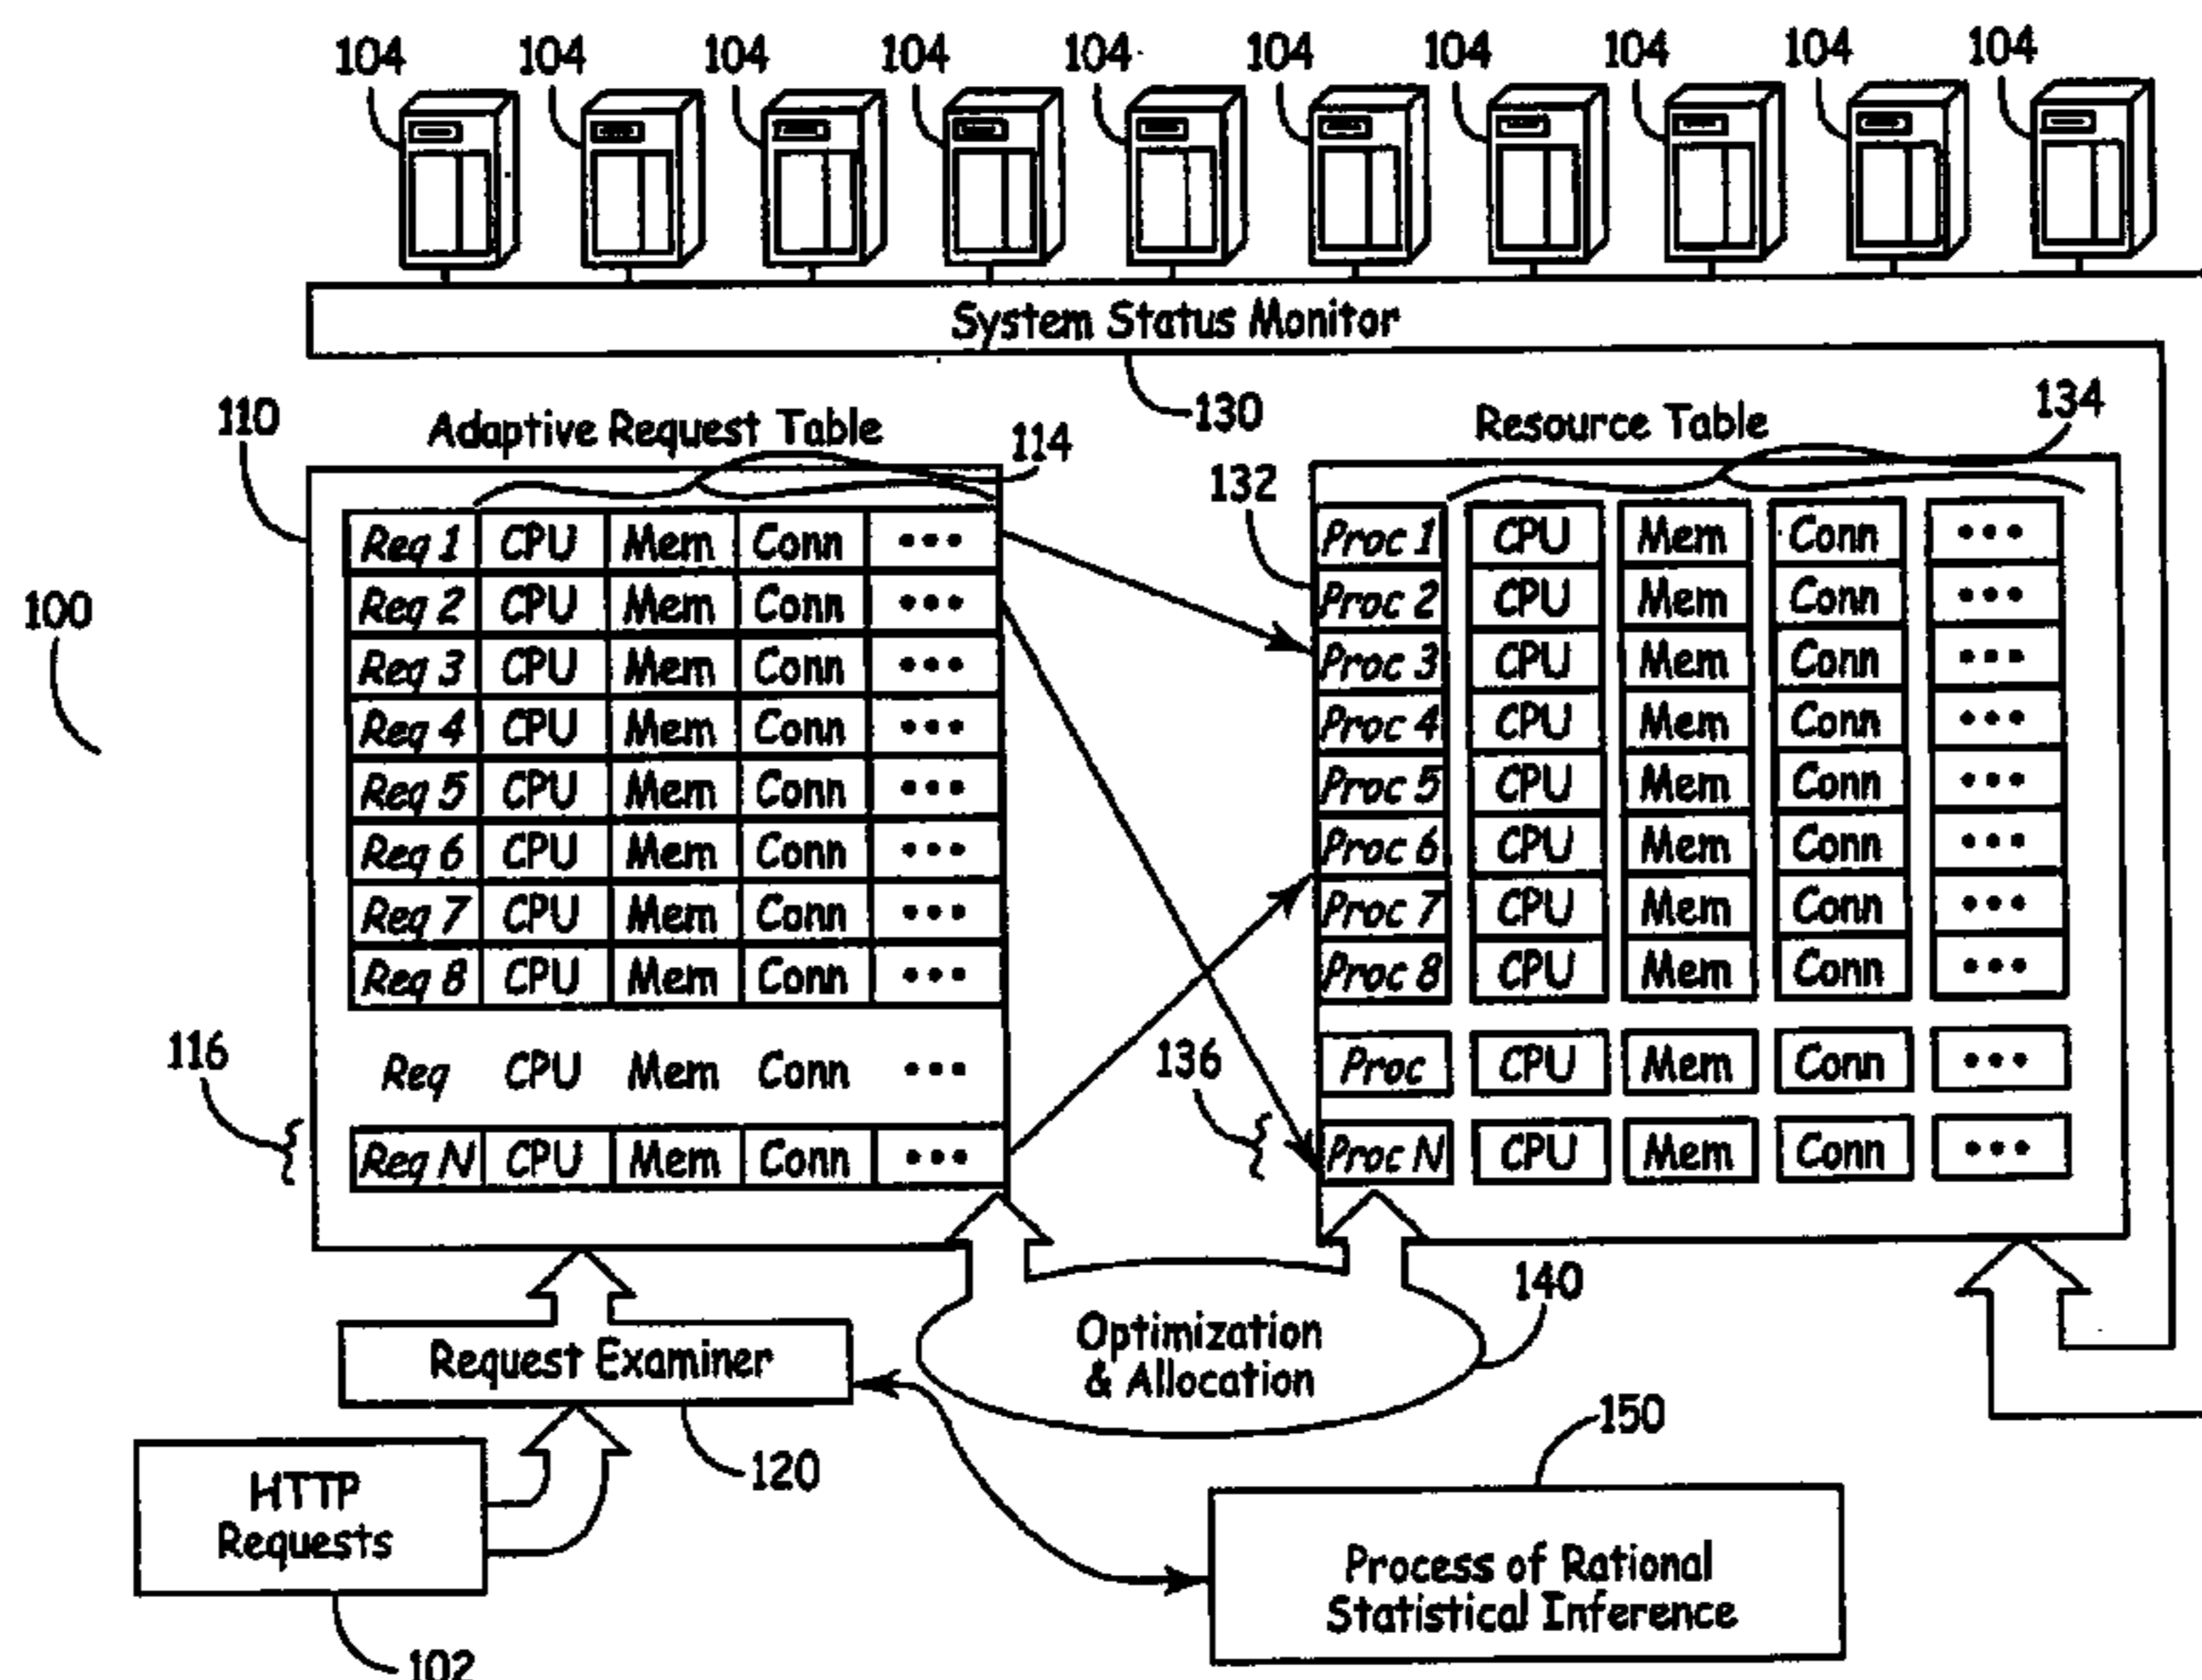 104 104 104 104 104 104 104 104 104 104
System Status Monitor
130
110 Adaptive Request Table 114
Resource Table 134
132
100
Req 1 CPU Mem Conn •••
Req 2 CPU Mem Conn •••
Req 3 CPU Mem Conn •••
Req 4 CPU Mem Conn •••
Req 5 CPU Mem Conn •••
Req 6 CPU Mem Conn •••
Req 7 CPU Mem Conn •••
Req 8 CPU Mem Conn •••
Req CPU Mem Conn •••
116
Req N CPU Mem Conn •••
Proc 1 CPU Mem Conn •••
Proc 2 CPU Mem Conn •••
Proc 3 CPU Mem Conn •••
Proc 4 CPU Mem Conn •••
Proc 5 CPU Mem Conn •••
Proc 6 CPU Mem Conn •••
Proc 7 CPU Mem Conn •••
Proc 8 CPU Mem Conn •••
Proc CPU Mem Conn •••
136
Proc N CPU Mem Conn •••
Optimization
& Allocation
140
Request Examiner
120
HTTP
Requests
102
150
Process of Rational
Statistical Inference